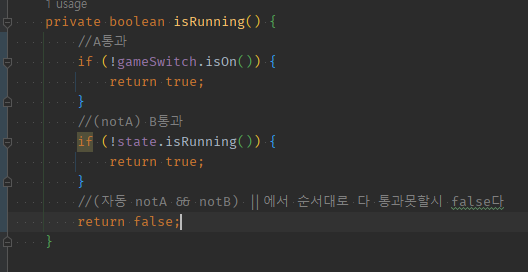 1 usage
private boolean isRunning() {
//A통과
if (!gameSwitch.isOn()) {
return true;
}
//(notA) B통과
if (!state.isRunning()) {
return true;
}
//(자동 notA && notB) ||에서 순서대로 다 통과못할시 false다
return false;
}